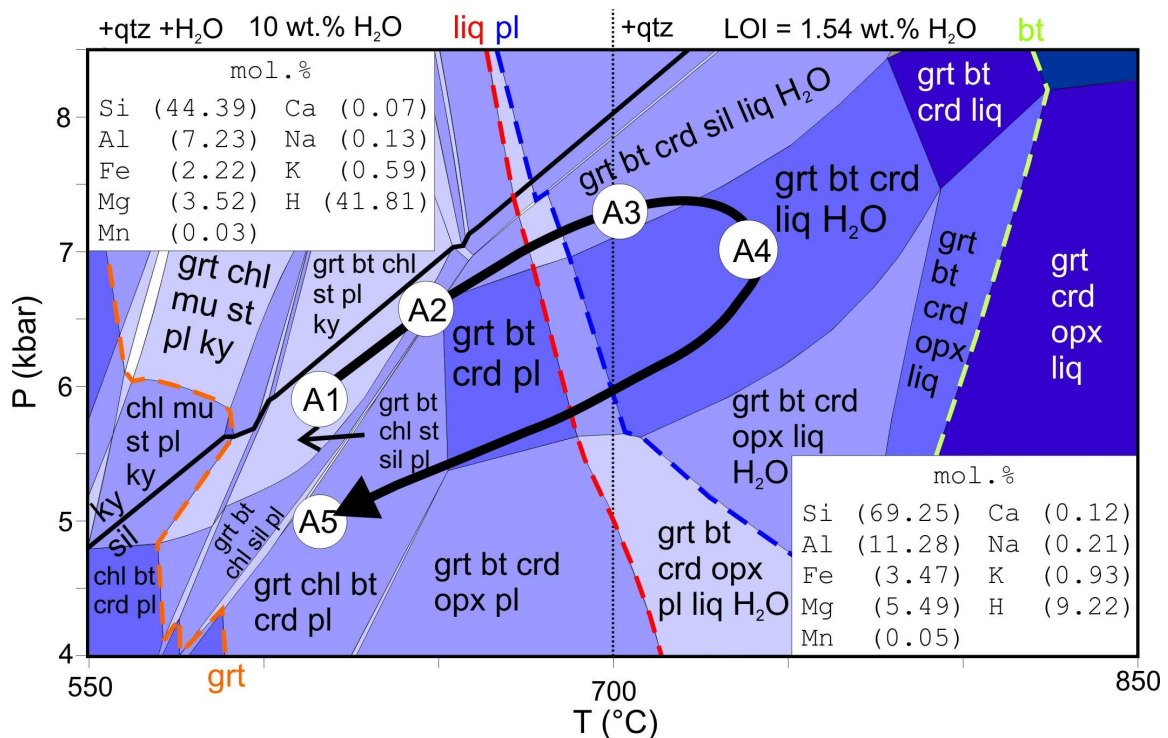 +qtz +H₂O 10 wt.% H₂O liq pl +qtz LOI = 1.54 wt.% H₂O bt
mol.%
Si (44.39) Ca (0.07)
Al (7.23) Na (0.13)
Fe (2.22) K (0.59)
Mg (3.52) H (41.81)
Mn (0.03)
grt bt
crd liq
grt bt crd sil liq H₂O
grt bt crd
liq H₂O
A3
A4
grt chl
mu st
pl ky
grt bt chl
st pl
ky
A2
grt bt
crd pl
grt
bt
crd
opx
liq
grt
crd
opx
liq
A1
chl mu
st pl
ky
grt bt
chl st
sil pl
grt bt crd
opx liq
H₂O
ky
sil
A5
grt bt
chl sil pl
chl bt
crd pl
grt chl bt
crd pl
grt bt crd
opx pl
grt bt
crd opx
pl liq H₂O
mol.%
Si (69.25) Ca (0.12)
Al (11.28) Na (0.21)
Fe (3.47) K (0.93)
Mg (5.49) H (9.22)
Mn (0.05)
8
7
6
5
4
P (kbar)
550 700 850
grt
T (°C)